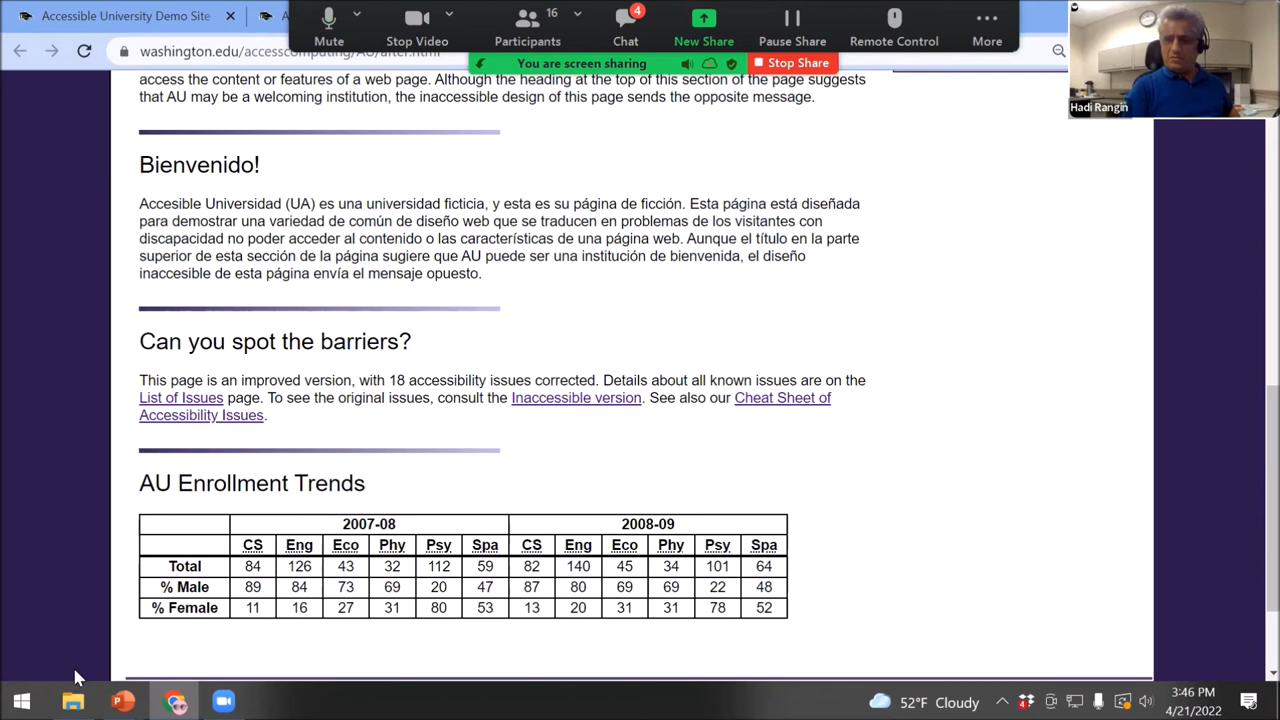 Accessible University Demo Site
16
4
Mute
Stop Video
Participants
Chat
New Share
Pause Share
Remote Control
More
You are screen sharing
Stop Share
washington.edu/accesscomputing/AU/after.html
Hadi Rangin
access the content or features of a web page. Although the heading at the top of this section of the page suggests
that AU may be a welcoming institution, the inaccessible design of this page sends the opposite message.
Bienvenido!
Accesible Universidad (UA) es una universidad ficticia, y esta es su página de ficción. Esta página está diseñada
para demostrar una variedad de común de diseño web que se traducen en problemas de los visitantes con
discapacidad no poder acceder al contenido o las características de una página web. Aunque el título en la parte
superior de esta sección de la página sugiere que AU puede ser una institución de bienvenida, el diseño
inaccesible de esta página envía el mensaje opuesto.
Can you spot the barriers?
This page is an improved version, with 18 accessibility issues corrected. Details about all known issues are on the
List of Issues page. To see the original issues, consult the Inaccessible version. See also our Cheat Sheet of
Accessibility Issues.
AU Enrollment Trends
2007-08 2008-09
CS Eng Eco Phy Psy Spa CS Eng Eco Phy Psy Spa
Total 84 126 43 32 112 59 82 140 45 34 101 64
% Male 89 84 73 69 20 47 87 80 69 69 22 48
% Female 11 16 27 31 80 53 13 20 31 31 78 52
52°F Cloudy
3:46 PM
4/21/2022